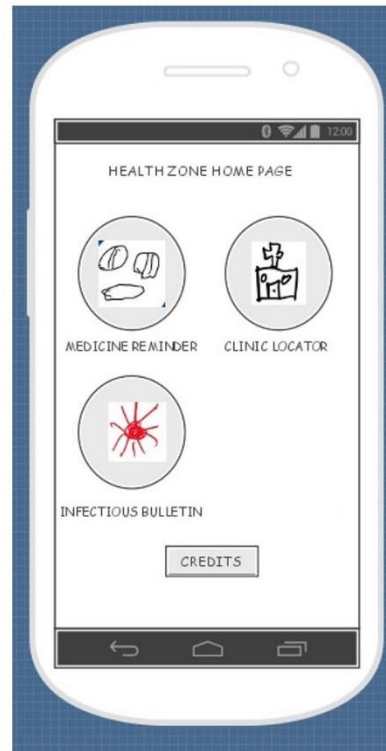 12:00
HEALTH ZONE HOME PAGE
MEDICINE REMINDER
CLINIC LOCATOR
INFECTIOUS BULLETIN
CREDITS